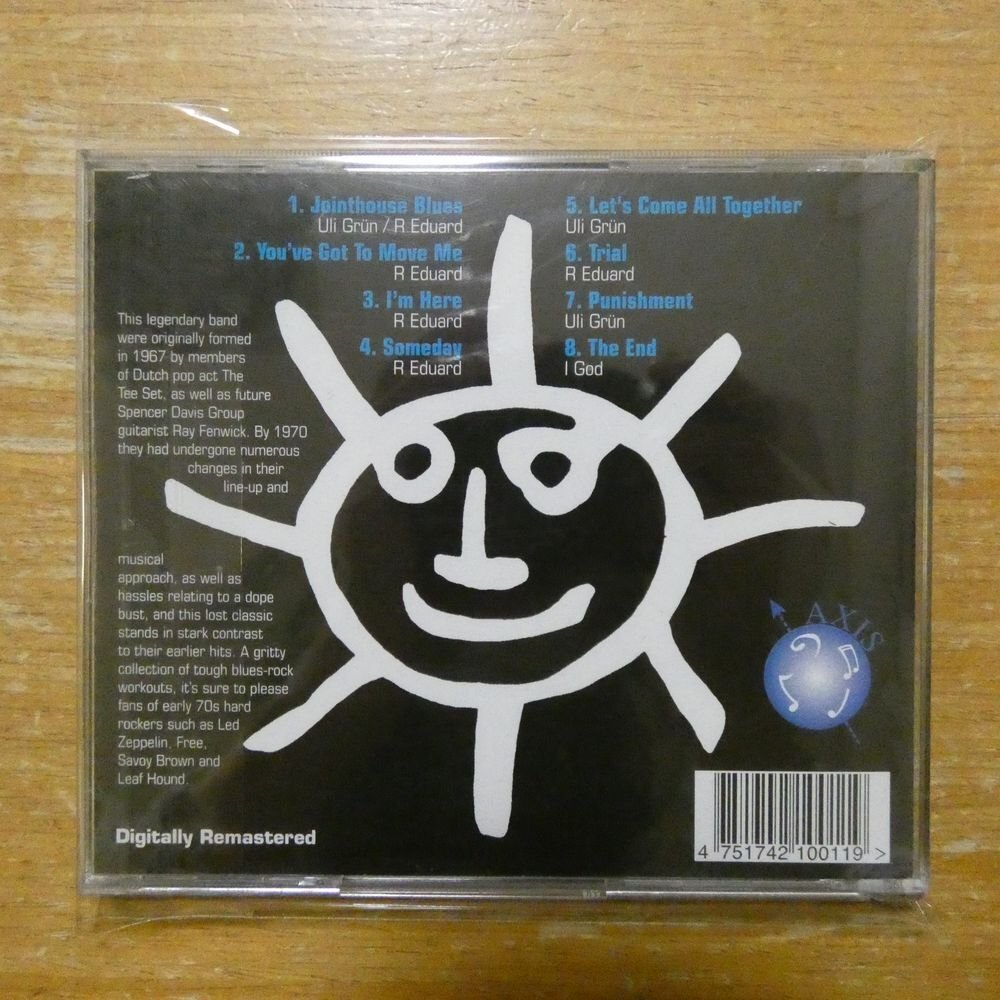 1. Jointhouse Blues
Uli Grün / R Eduard
2. You've Got To Move Me
R Eduard
3. I'm Here
R Eduard
4. Someday
R Eduard
5. Let's Come All Together
Uli Grün
6. Trial
R Eduard
7. Punishment
Uli Grün
8. The End
I God
This legendary band
were originally formed
in 1967 by members
of Dutch pop act The
Tee Set, as well as future
Spencer Davis Group
guitarist Ray Fenwick. By 1970
they had undergone numerous
changes in their
line-up and
musical
approach, as well as
hassles relating to a dope
bust, and this lost classic
stands in stark contrast
to their earlier hits. A gritty
collection of tough blues-rock
workouts, it's sure to please
fans of early 70s hard
rockers such as Led
Zeppelin, Free,
Savoy Brown and
Leaf Hound.
Digitally Remastered
AXIS
4 751742 100119 >